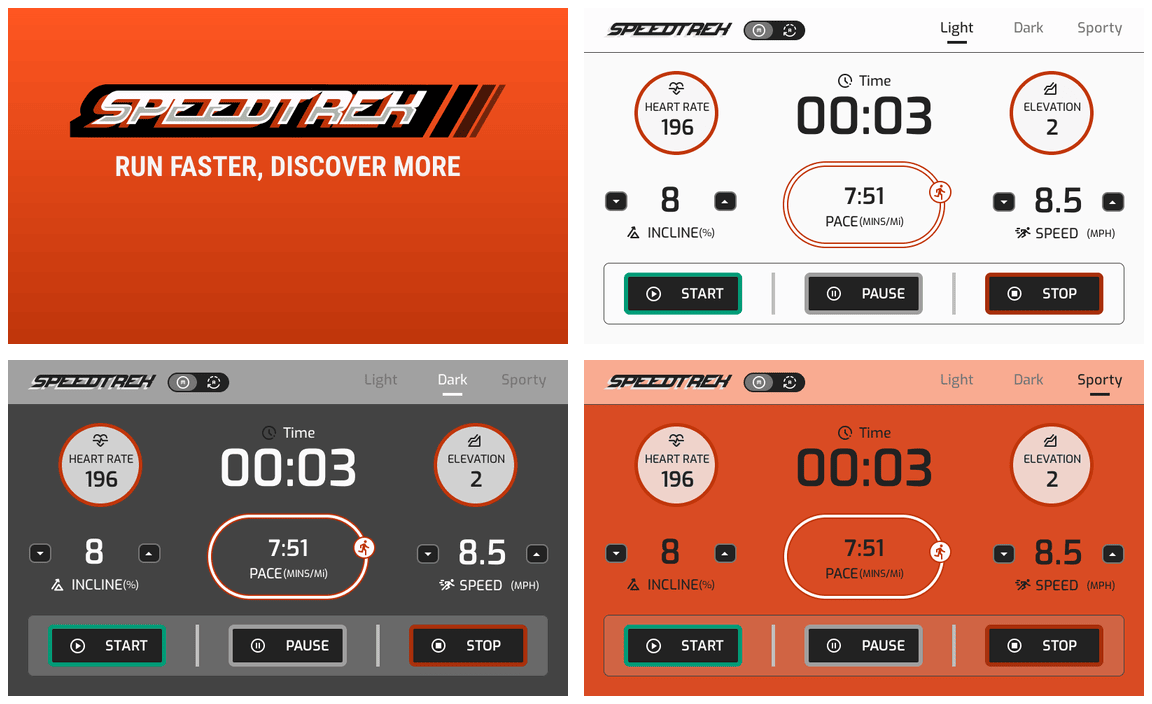 SPEEDTREK
RUN FASTER, DISCOVER MORE
SPEEDTREK
Light Dark Sporty
HEART RATE
196
Time
00:03
ELEVATION
2
8
INCLINE(%)
7:51
PACE(MINS/Mi)
8.5
SPEED (MPH)
START PAUSE STOP
SPEEDTREK
Light Dark Sporty
HEART RATE
196
Time
00:03
ELEVATION
2
8
INCLINE(%)
7:51
PACE(MINS/Mi)
8.5
SPEED (MPH)
START PAUSE STOP
SPEEDTREK
Light Dark Sporty
HEART RATE
196
Time
00:03
ELEVATION
2
8
INCLINE(%)
7:51
PACE(MINS/Mi)
8.5
SPEED (MPH)
START PAUSE STOP